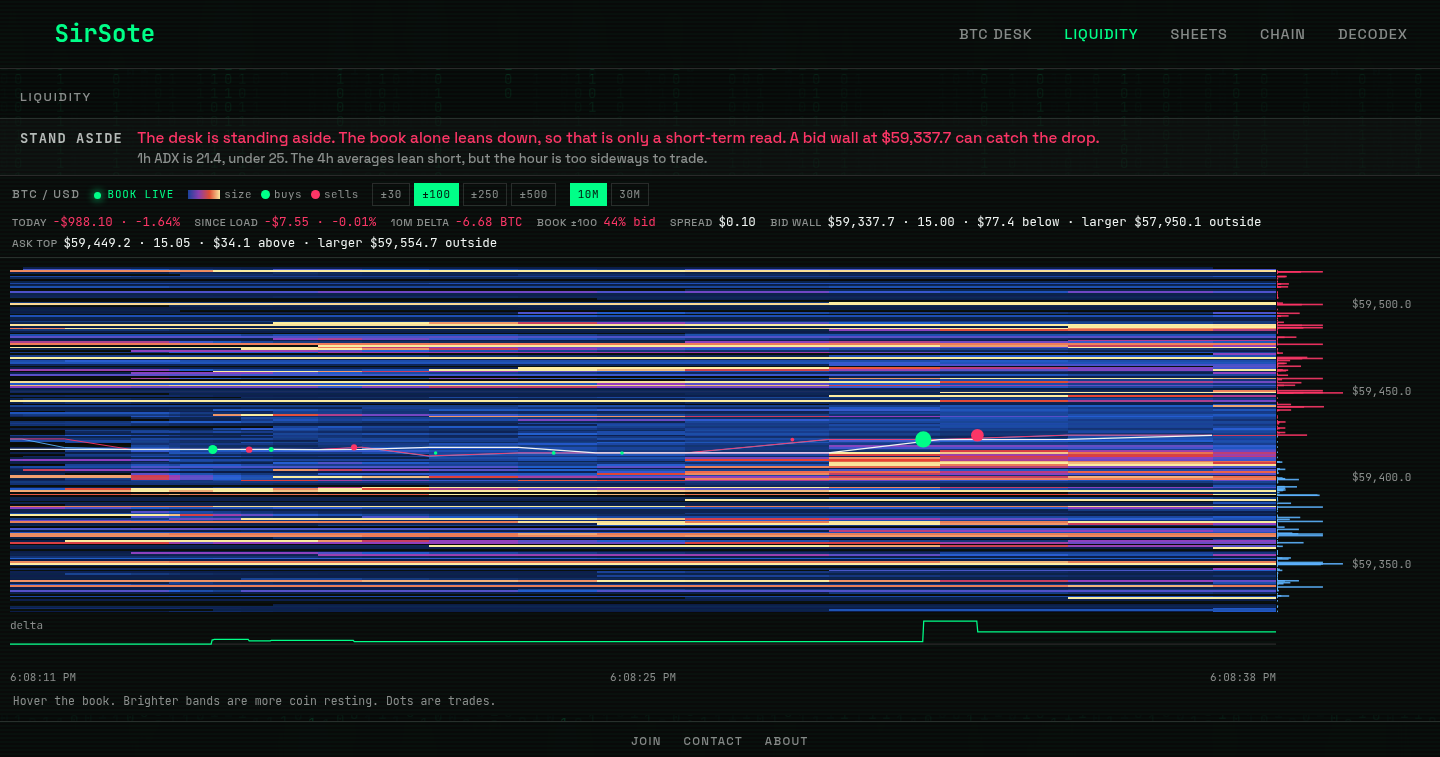 SirSote
BTC DESK LIQUIDITY SHEETS CHAIN DECODEX
LIQUIDITY
STAND ASIDE The desk is standing aside. The book alone leans down, so that is only a short-term read. A bid wall at $59,337.7 can catch the drop.
1h ADX is 21.4, under 25. The 4h averages lean short, but the hour is too sideways to trade.
BTC / USD BOOK LIVE size buys sells ±30 ±100 ±250 ±500 10M 30M
TODAY -$988.10 · -1.64% SINCE LOAD -$7.55 · -0.01% 10M DELTA -6.68 BTC BOOK ±100 44% bid SPREAD $0.10 BID WALL $59,337.7 · 15.00 · $77.4 below · larger $57,950.1 outside
ASK TOP $59,449.2 · 15.05 · $34.1 above · larger $59,554.7 outside
$59,500.0
$59,450.0
$59,400.0
$59,350.0
delta
6:08:11 PM 6:08:25 PM 6:08:38 PM
Hover the book. Brighter bands are more coin resting. Dots are trades.
JOIN CONTACT ABOUT